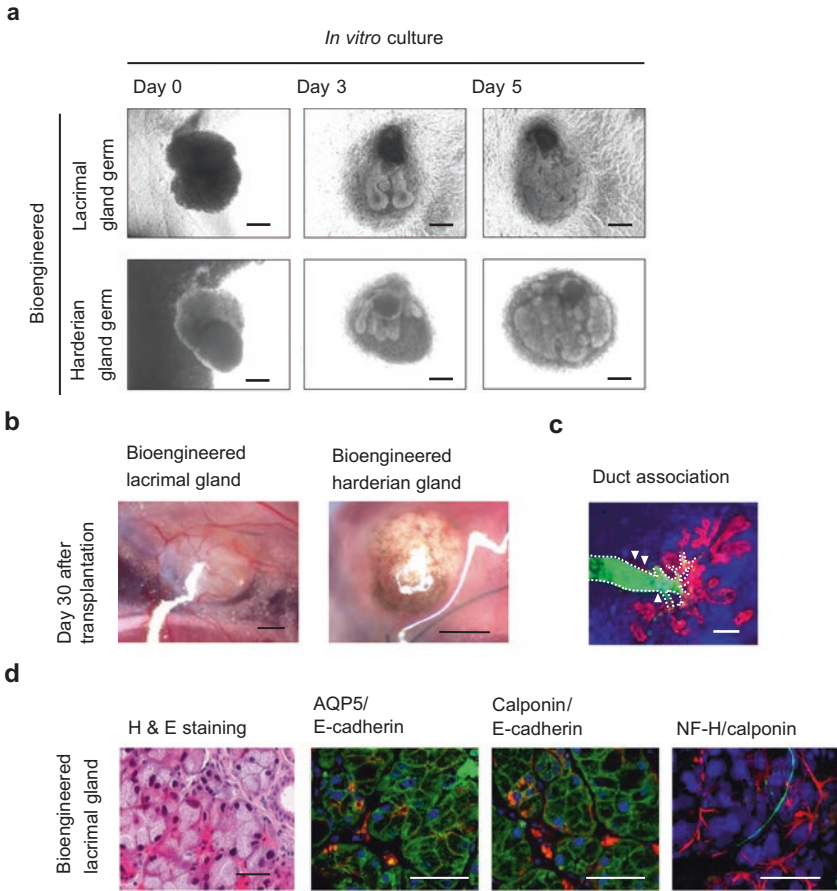 a
In vitro culture
Day 0
Day 3
Day 5
Bioengineered
Lacrimal
gland germ
Harderian
gland germ
b
Bioengineered
lacrimal gland
Bioengineered
harderian gland
Day 30 after
transplantation
c
Duct association
d
H & E staining
AQP5/
E-cadherin
Calponin/
E-cadherin
NF-H/calponin
Bioengineered
lacrimal gland